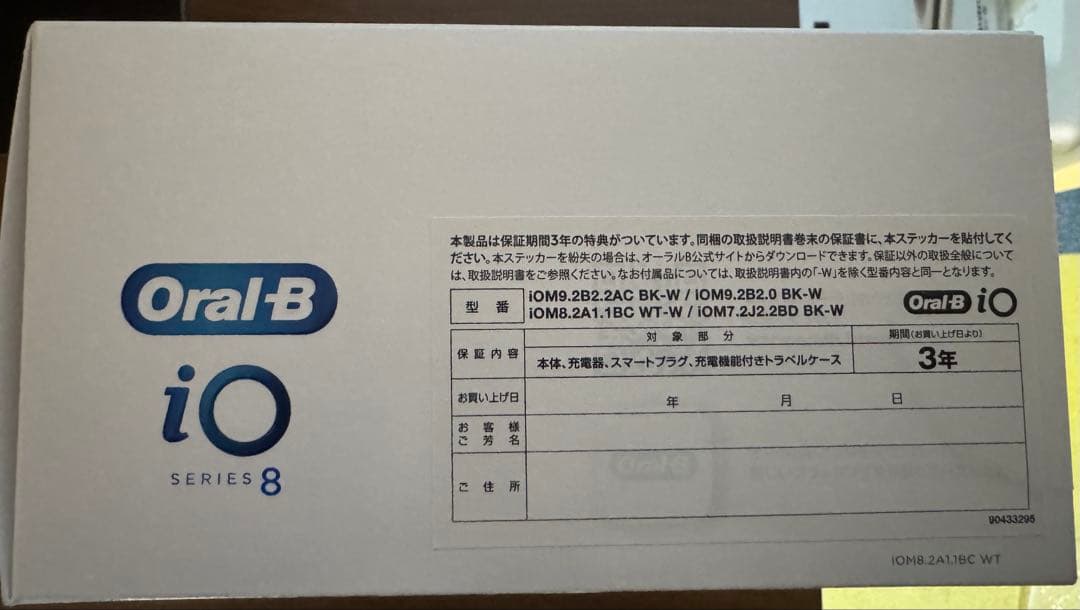 Oral-B
iO
SERIES 8
本製品は保証期間3年の特典がついています。同梱の取扱説明書巻末の保証書に、本ステッカーを貼付してく
ださい。本ステッカーを紛失の場合は、オーラルB公式サイトからダウンロードできます。保証以外の取扱全般について
は、取扱説明書をご参照ください。なお付属品については、取扱説明書内の「-W」を除く型番内容と同一となります。
型番 iOM9.2B2.2AC BK-W / iOM9.2B2.0 BK-W
iOM8.2A1.1BC WT-W / iOM7.2J2.2BD BK-W
Oral-B iO
保証内容 対象部分 期間(お買い上げ日より)
本体、充電器、スマートプラグ、充電機能付きトラベルケース 3年
お買い上げ日 年 月 日
お客様
ご芳名
ご住所
90433295
iOM8.2A1.1BC WT